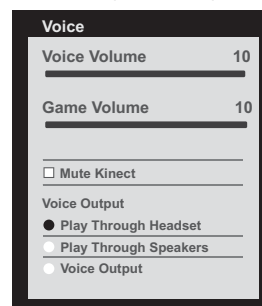 Voice
Voice Volume 10
Game Volume 10
Mute Kinect
Voice Output
Play Through Headset
Play Through Speakers
Voice Output